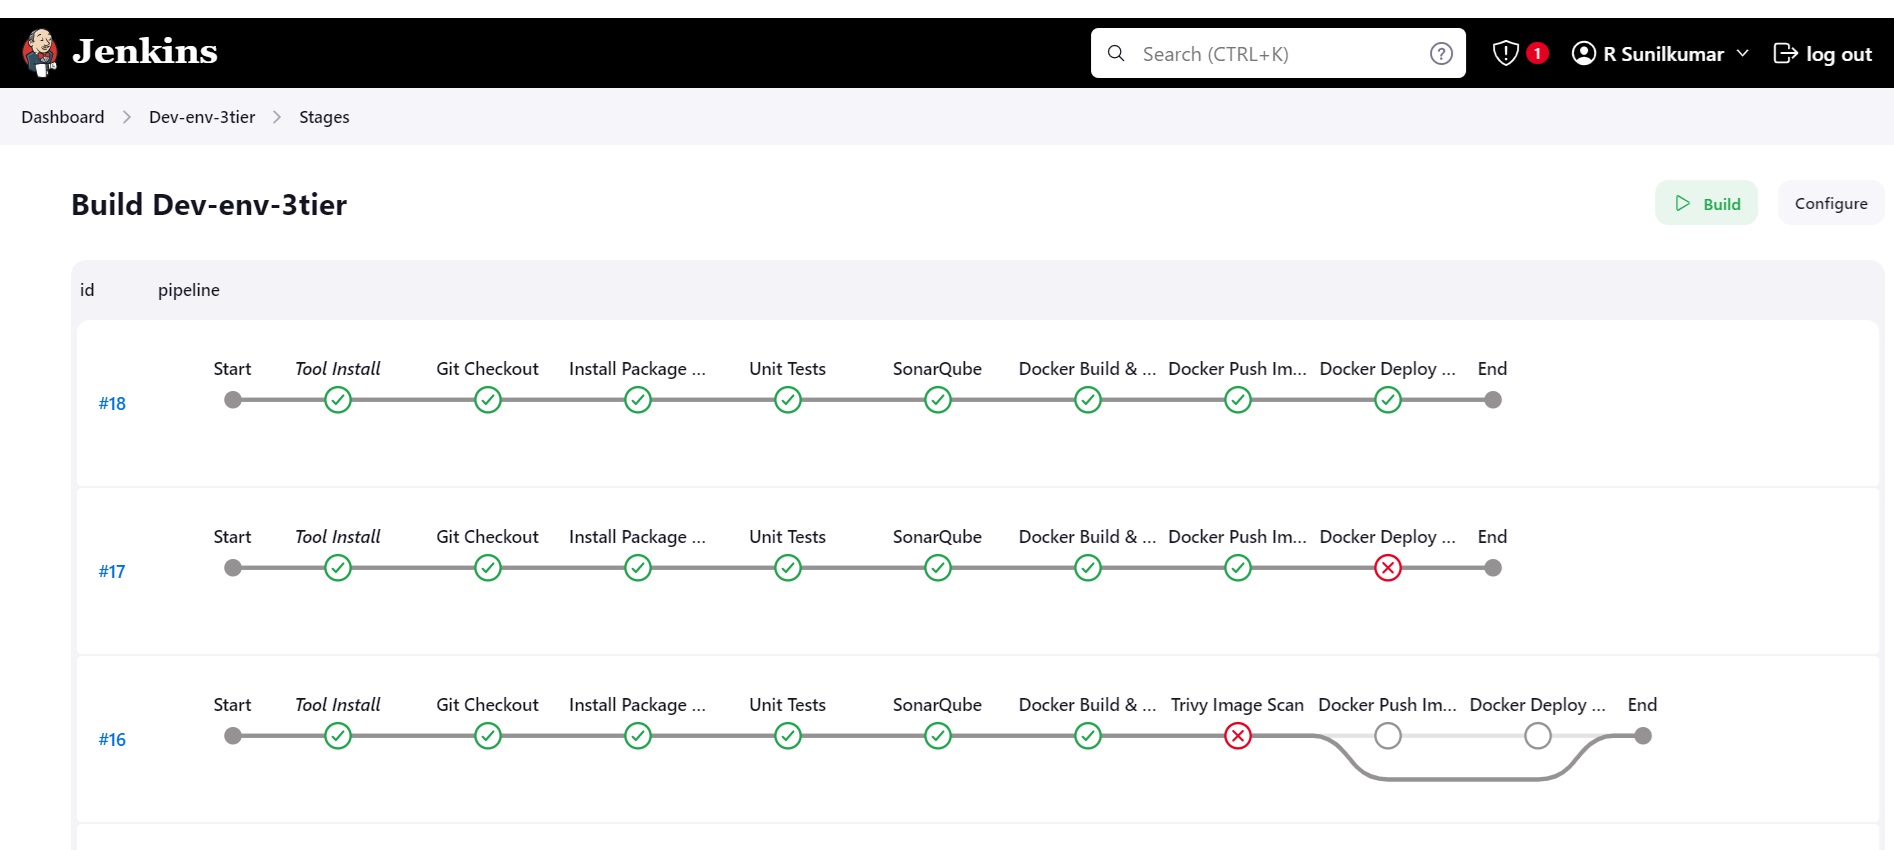 Jenkins Search (CTRL+K) ? 1 R Sunilkumar log out
Dashboard Dev-env-3tier Stages
Build Dev-env-3tier Build Configure
id pipeline
Start Tool Install Git Checkout Install Package ... Unit Tests SonarQube Docker Build & ... Docker Push Im... Docker Deploy ... End
#18
Start Tool Install Git Checkout Install Package ... Unit Tests SonarQube Docker Build & ... Docker Push Im... Docker Deploy ... End
#17
Start Tool Install Git Checkout Install Package ... Unit Tests SonarQube Docker Build & ... Trivy Image Scan Docker Push Im... Docker Deploy ... End
#16